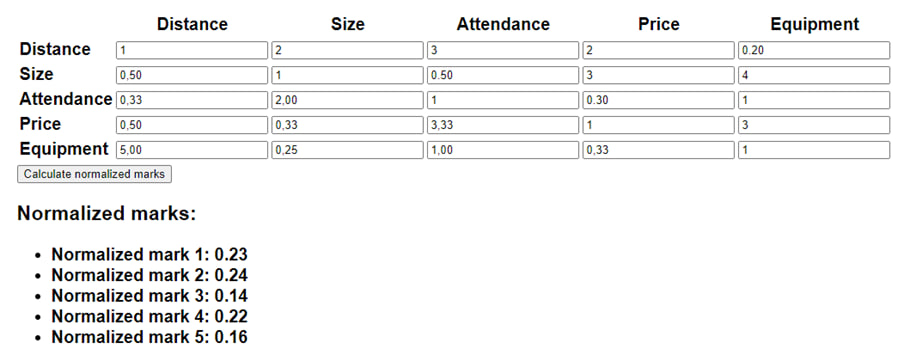 Distance Size Attendance Price Equipment
Distance 1 2 3 2 0.20
Size 0,50 1 0.50 3 4
Attendance 0,33 2,00 1 0.30 1
Price 0,50 0,33 3,33 1 3
Equipment 5,00 0,25 1,00 0,33 1
Calculate normalized marks
Normalized marks:
• Normalized mark 1: 0.23
• Normalized mark 2: 0.24
• Normalized mark 3: 0.14
• Normalized mark 4: 0.22
• Normalized mark 5: 0.16